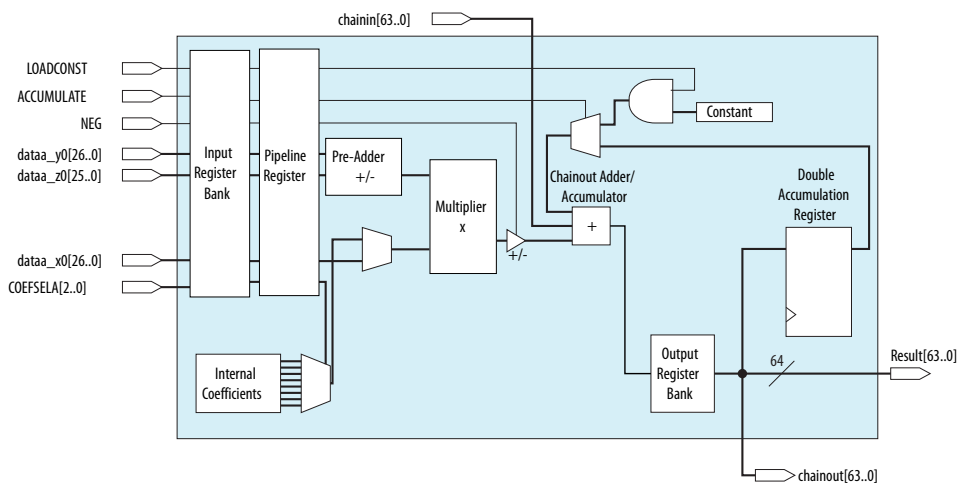 chainin[63..0]
LOADCONST
ACCUMULATE
NEG
dataa_y0[26..0]
dataa_z0[25..0]
dataa_x0[26..0]
COEFSELA[2..0]
Input
Register
Bank
Pipeline
Register
Pre-Adder
+/-
Multiplier
x
+/-
Internal
Coefficients
Constant
Chainout Adder/
Accumulator
+
Double
Accumulation
Register
Output
Register
Bank
64
Result[63..0]
chainout[63..0]